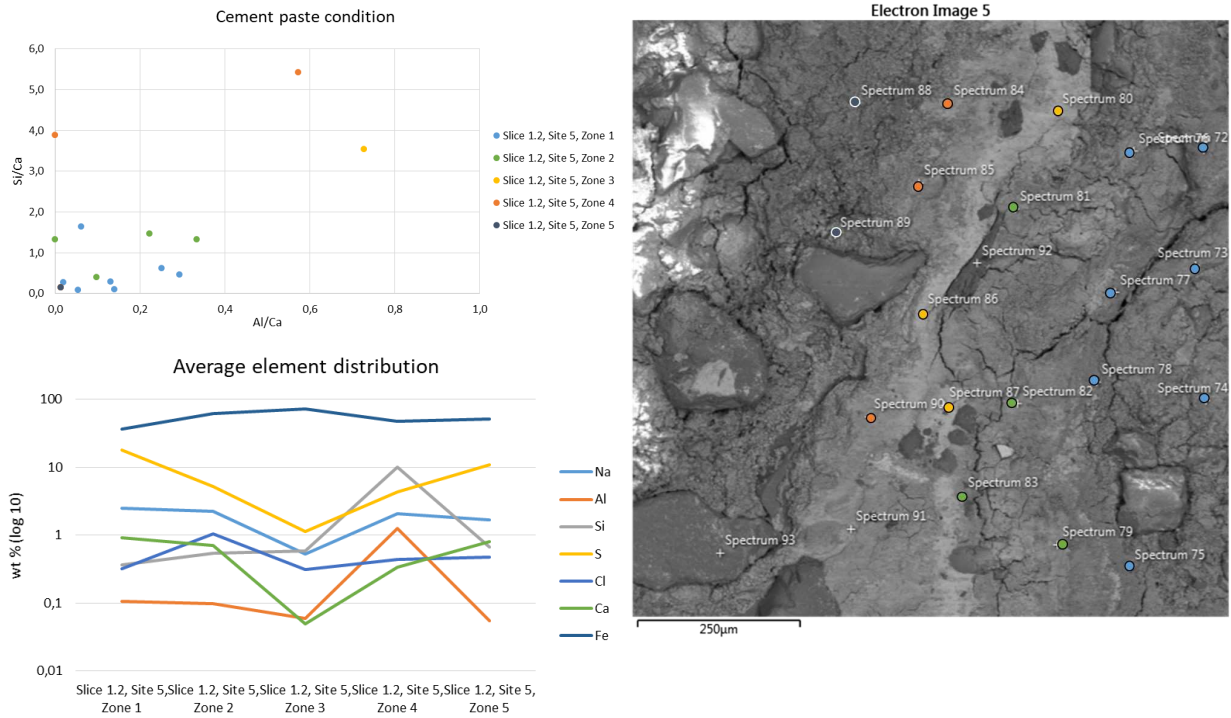 Cement paste condition
6,0
5,0
4,0
3,0
2,0
1,0
0,0
Si/Ca
0,0
0,2
0,4
0,6
0,8
1,0
Al/Ca
Slice 1.2, Site 5, Zone 1
Slice 1.2, Site 5, Zone 2
Slice 1.2, Site 5, Zone 3
Slice 1.2, Site 5, Zone 4
Slice 1.2, Site 5, Zone 5
Average element distribution
100
10
1
0,1
0,01
wt % (log 10)
Slice 1.2, Site 5,
Zone 1
Slice 1.2, Site 5,
Zone 2
Slice 1.2, Site 5,
Zone 3
Slice 1.2, Site 5,
Zone 4
Slice 1.2, Site 5,
Zone 5
Na
Al
Si
S
Cl
Ca
Fe
Electron Image 5
Spectrum 88
Spectrum 84
Spectrum 80
Spectrum 76
Spectrum 72
Spectrum 85
Spectrum 81
Spectrum 89
Spectrum 92
Spectrum 73
Spectrum 77
Spectrum 86
Spectrum 78
Spectrum 74
Spectrum 87
Spectrum 82
Spectrum 90
Spectrum 83
Spectrum 91
Spectrum 93
Spectrum 79
Spectrum 75
250µm